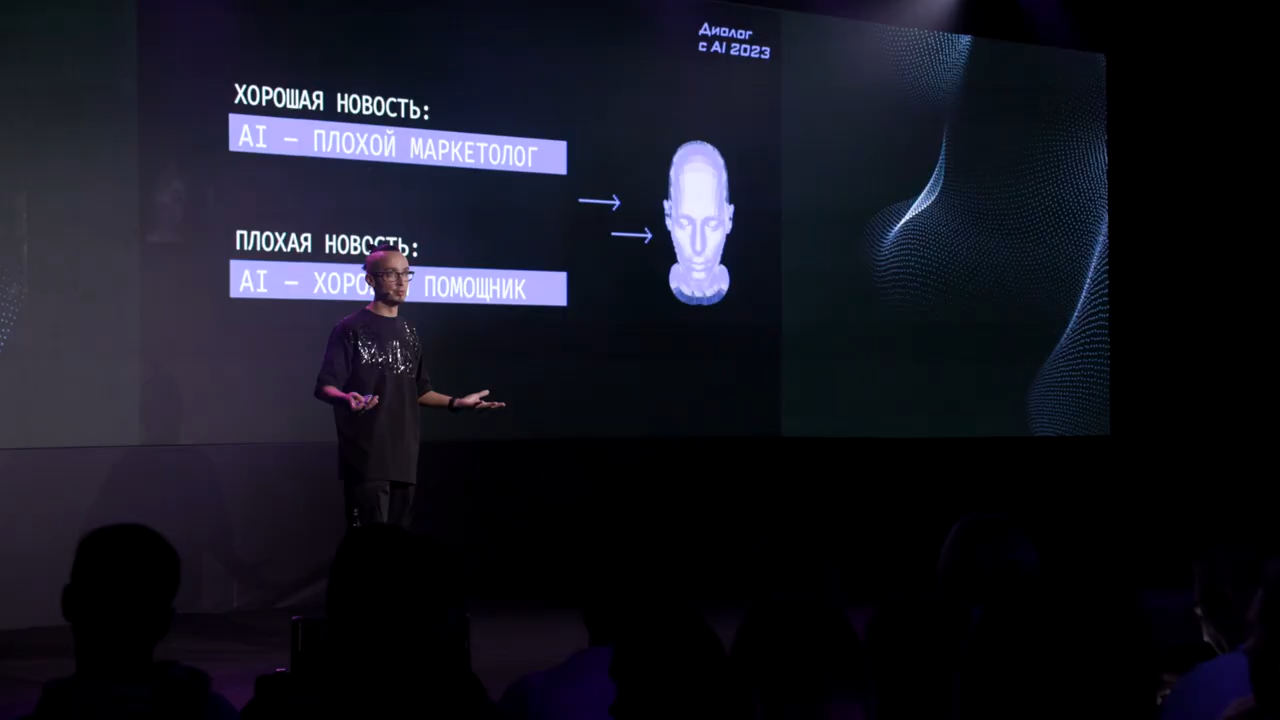 Диалог
с AI 2023
ХОРОШАЯ НОВОСТЬ:
AI – ПЛОХОЙ МАРКЕТОЛОГ
ПЛОХАЯ НОВОСТЬ:
AI – ПОМОЩНИК